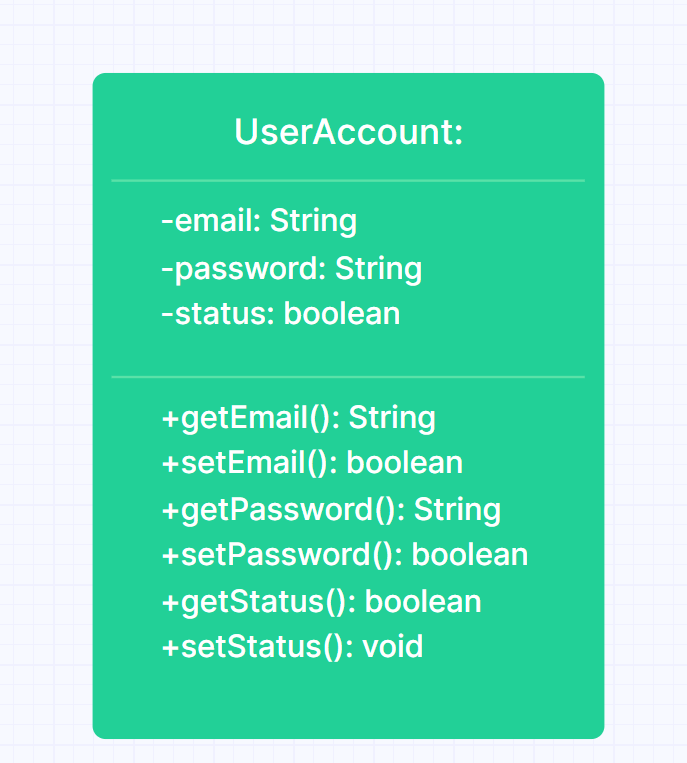 UserAccount:
-email: String
-password: String
-status: boolean
+getEmail(): String
+setEmail(): boolean
+getPassword(): String
+setPassword(): boolean
+getStatus(): boolean
+setStatus(): void